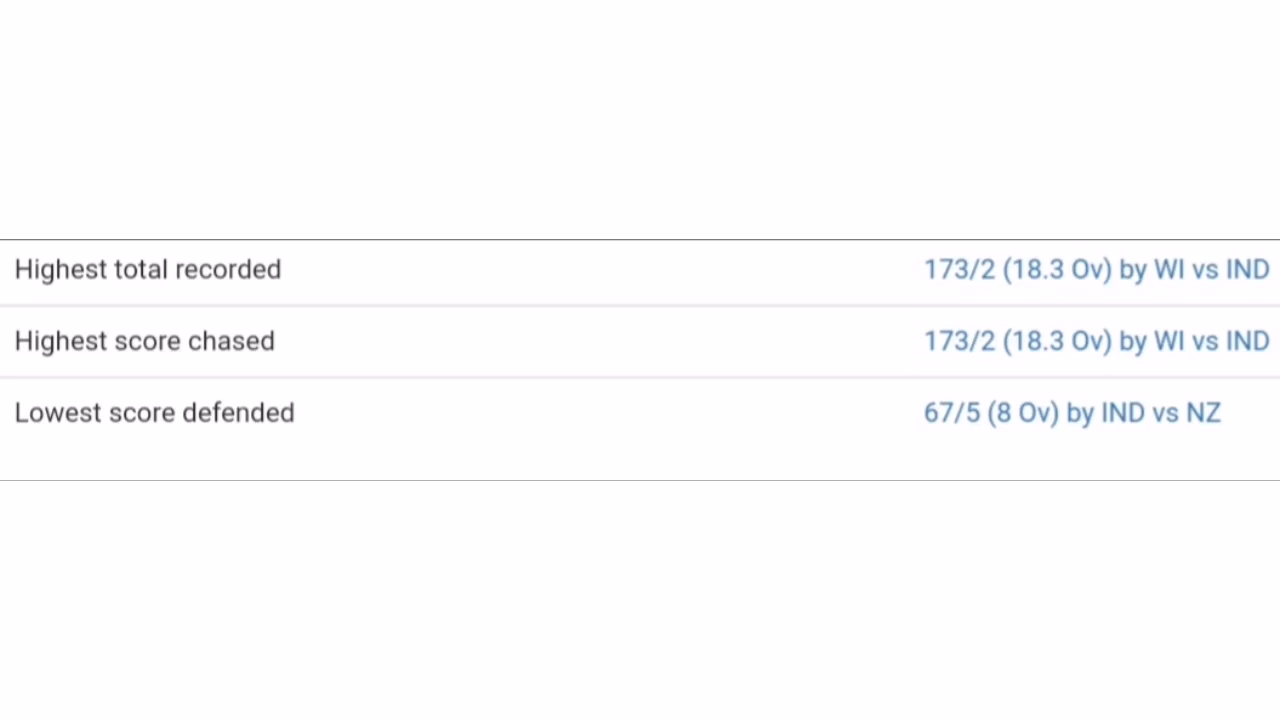 Highest total recorded 173/2 (18.3 Ov) by WI vs IND
Highest score chased 173/2 (18.3 Ov) by WI vs IND
Lowest score defended 67/5 (8 Ov) by IND vs NZ